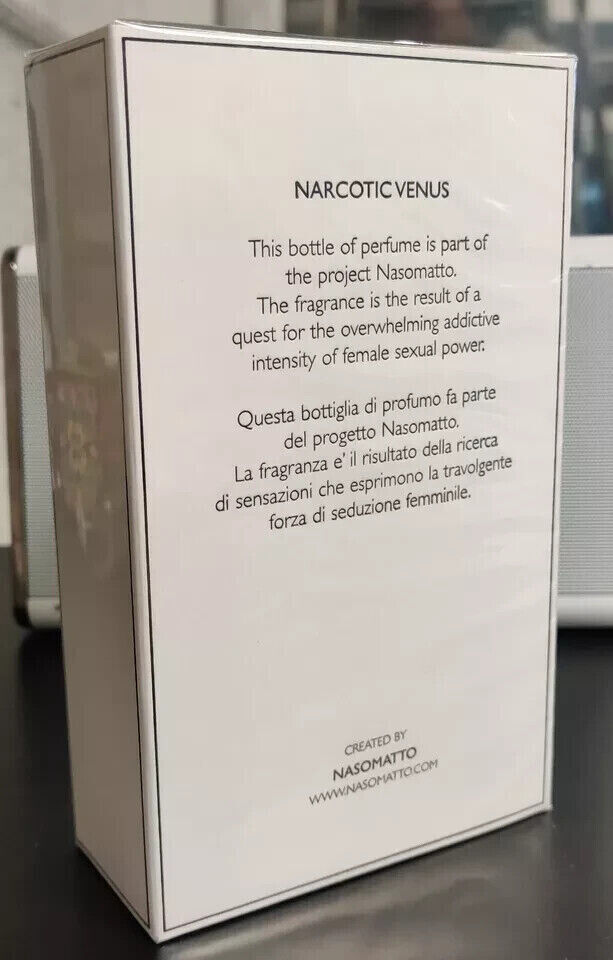 NARCOTIC VENUS
This bottle of perfume is part of
the project Nasomatto.
The fragrance is the result of a
quest for the overwhelming addictive
intensity of female sexual power.
Questa bottiglia di profumo fa parte
del progetto Nasomatto.
La fragranza e' il risultato della ricerca
di sensazioni che esprimono la travolgente
forza di seduzione femminile.
CREATED BY
NASOMATTO
WWW.NASOMATTO.COM